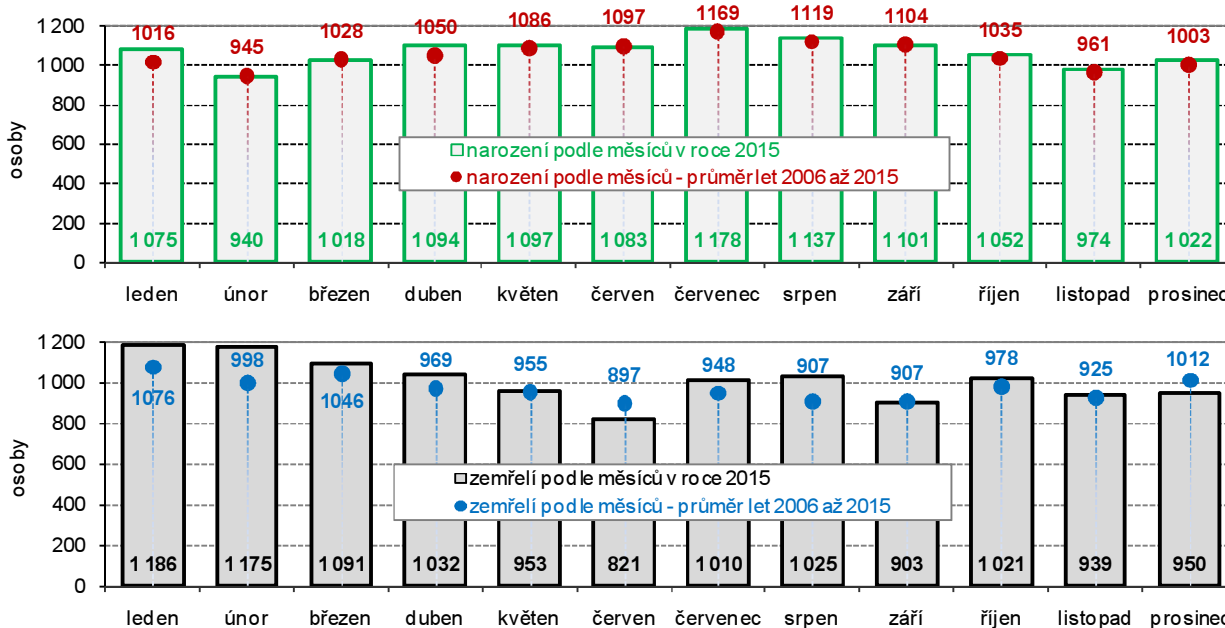 1016 945 1028 1050 1086 1097 1169 1119 1104 1035 961 1003
1 200
1 000
800
600
400
200
0
osoby
narození podle měsíců v roce 2015
narození podle měsíců - průměr let 2006 až 2015
1 075 940 1 018 1 094 1 097 1 083 1 178 1 137 1 101 1 052 974 1 022
leden únor březen duben květen červen červenec srpen září říjen listopad prosinec
1 200
1 000
800
600
400
200
0
osoby
1076 998 1046 969 955 897 948 907 907 978 925 1012
zemřelí podle měsíců v roce 2015
zemřelí podle měsíců - průměr let 2006 až 2015
1 186 1 175 1 091 1 032 953 821 1 010 1 025 903 1 021 939 950
leden únor březen duben květen červen červenec srpen září říjen listopad prosinec